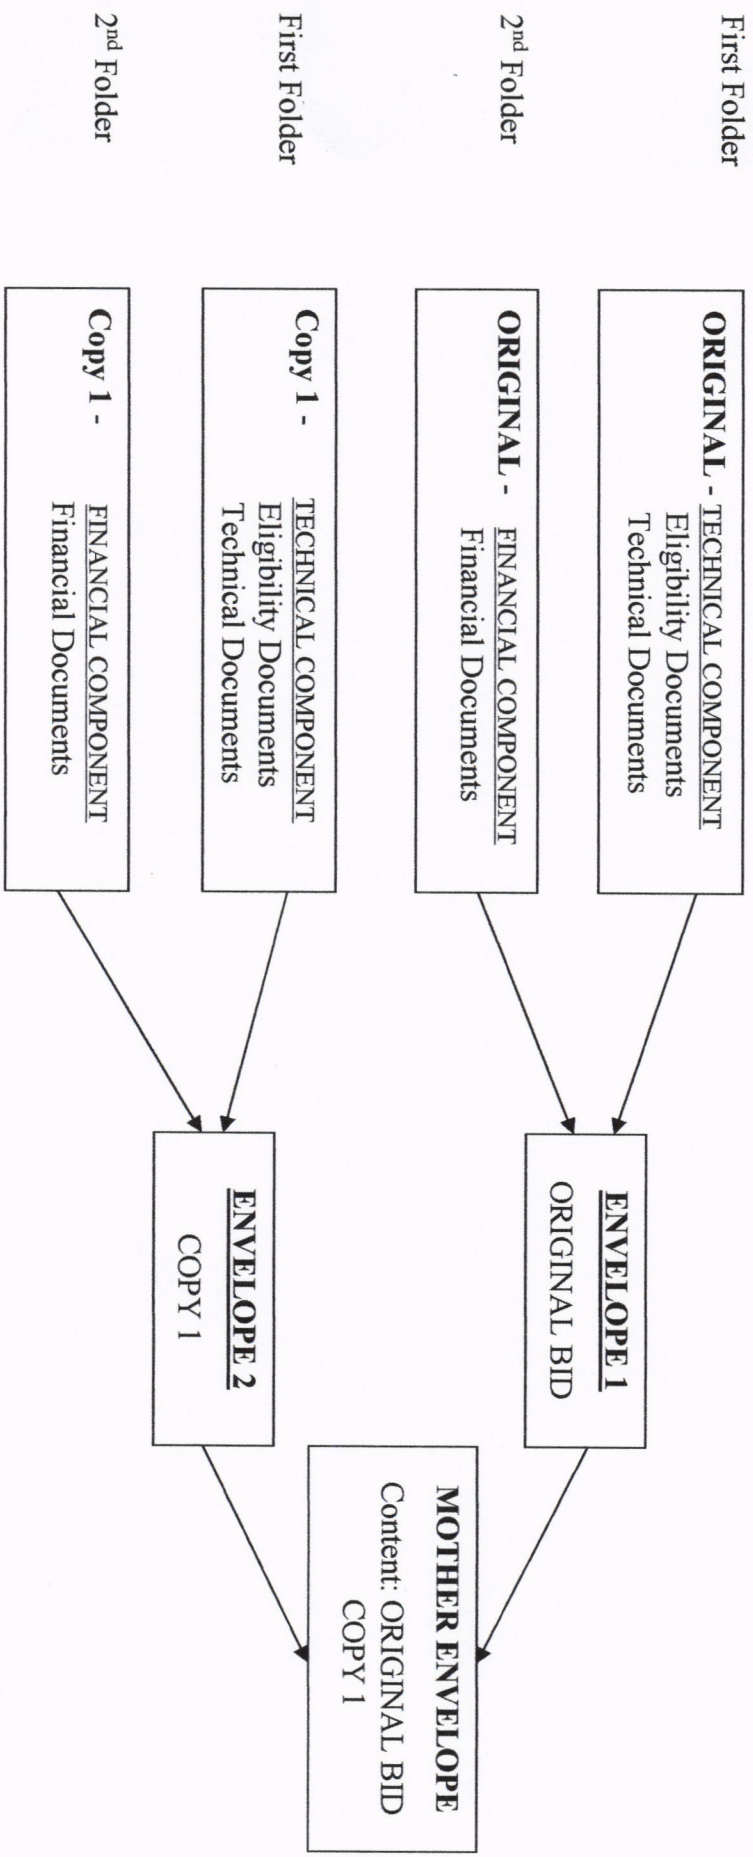 First Folder
ORIGINAL - TECHNICAL COMPONENT
Eligibility Documents
Technical Documents
2nd Folder
ORIGINAL - FINANCIAL COMPONENT
Financial Documents
First Folder
Copy 1 - TECHNICAL COMPONENT
Eligibility Documents
Technical Documents
2nd Folder
Copy 1 - FINANCIAL COMPONENT
Financial Documents
ENVELOPE 1
ORIGINAL BID
ENVELOPE 2
COPY 1
MOTHER ENVELOPE
Content: ORIGINAL BID
COPY 1